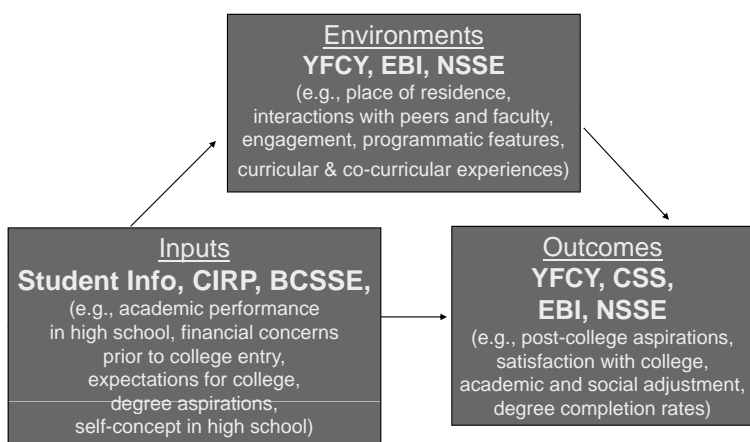 Environments
YFCY, EBI, NSSE
(e.g., place of residence,
interactions with peers and faculty,
engagement, programmatic features,
curricular & co-curricular experiences)
Inputs
Student Info, CIRP, BCSSE,
(e.g., academic performance
in high school, financial concerns
prior to college entry,
expectations for college,
degree aspirations,
self-concept in high school)
Outcomes
YFCY, CSS,
EBI, NSSE
(e.g., post-college aspirations,
satisfaction with college,
academic and social adjustment,
degree completion rates)